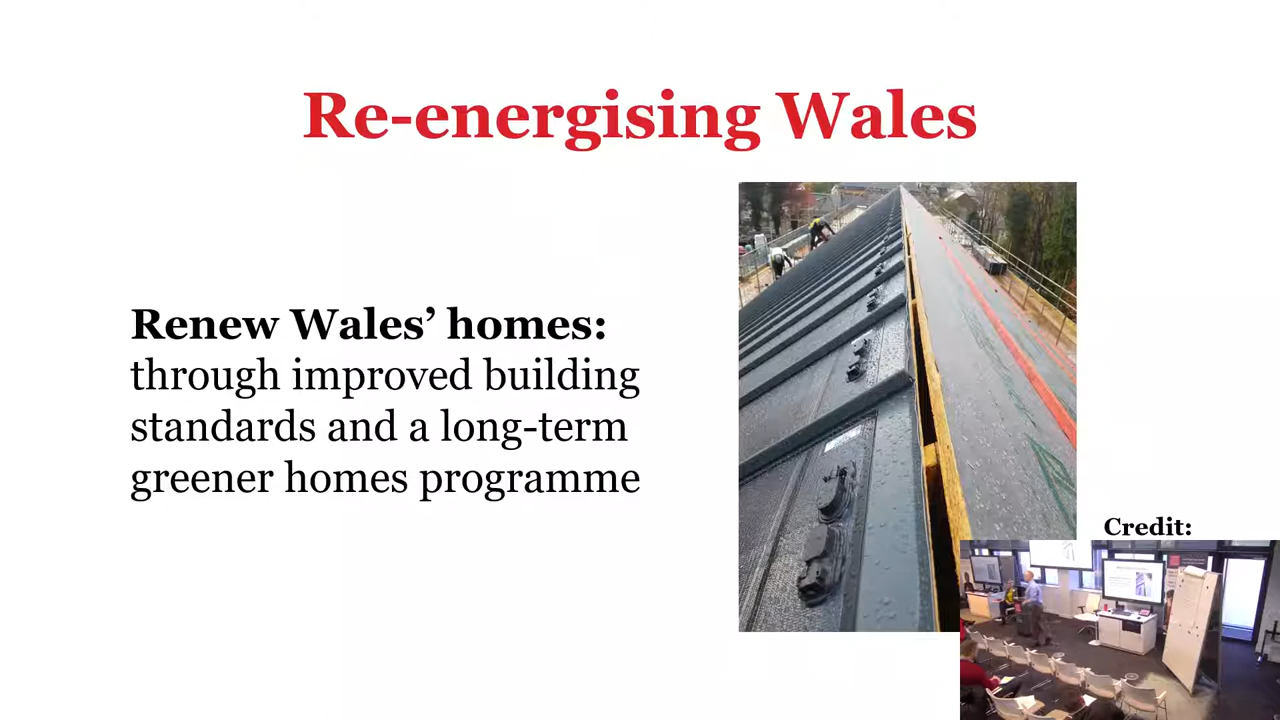 Re-energising Wales
Renew Wales’ homes:
through improved building
standards and a long-term
greener homes programme
Credit: